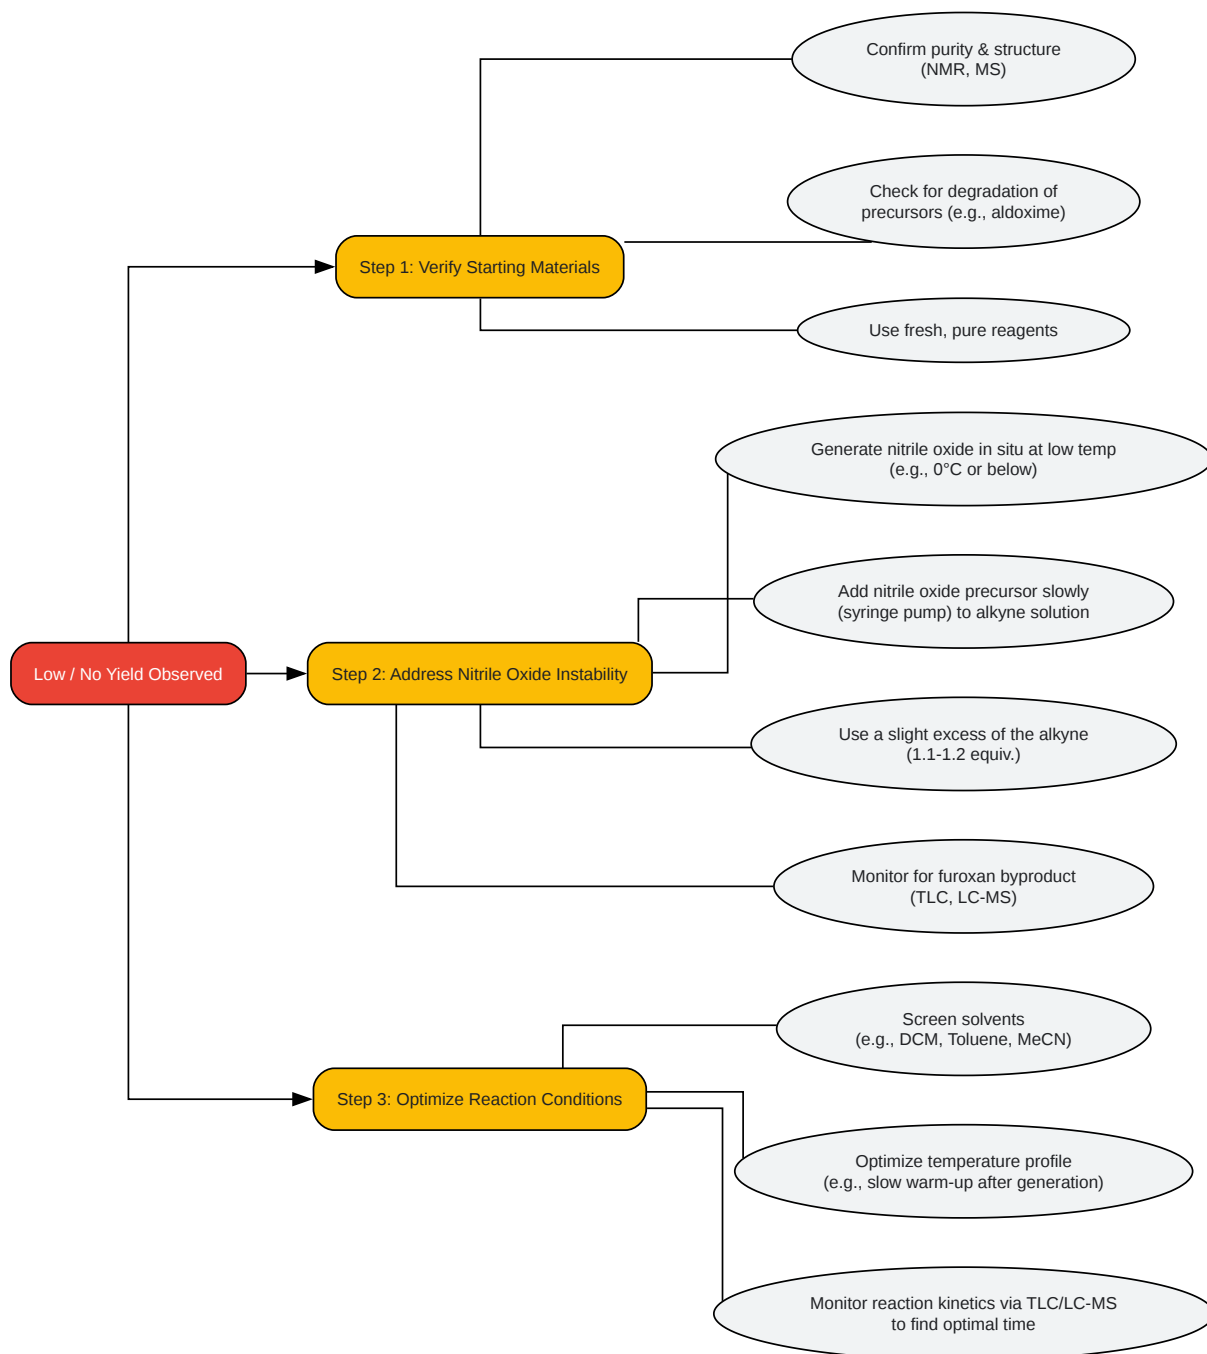 Confirm purity & structure
(NMR, MS)
Check for degradation of
precursors (e.g., aldoxime)
Step 1: Verify Starting Materials
Use fresh, pure reagents
Generate nitrile oxide in situ at low temp
(e.g., 0°C or below)
Add nitrile oxide precursor slowly
(syringe pump) to alkyne solution
Low / No Yield Observed
Step 2: Address Nitrile Oxide Instability
Use a slight excess of the alkyne
(1.1-1.2 equiv.)
Monitor for furoxan byproduct
(TLC, LC-MS)
Screen solvents
(e.g., DCM, Toluene, MeCN)
Step 3: Optimize Reaction Conditions
Optimize temperature profile
(e.g., slow warm-up after generation)
Monitor reaction kinetics via TLC/LC-MS
to find optimal time